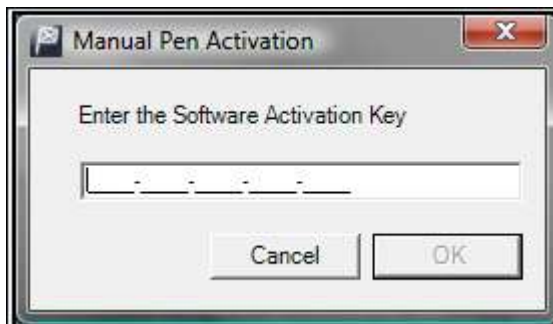 Manual Pen Activation
Enter the Software Activation Key
____-____-____-____-____
Cancel OK